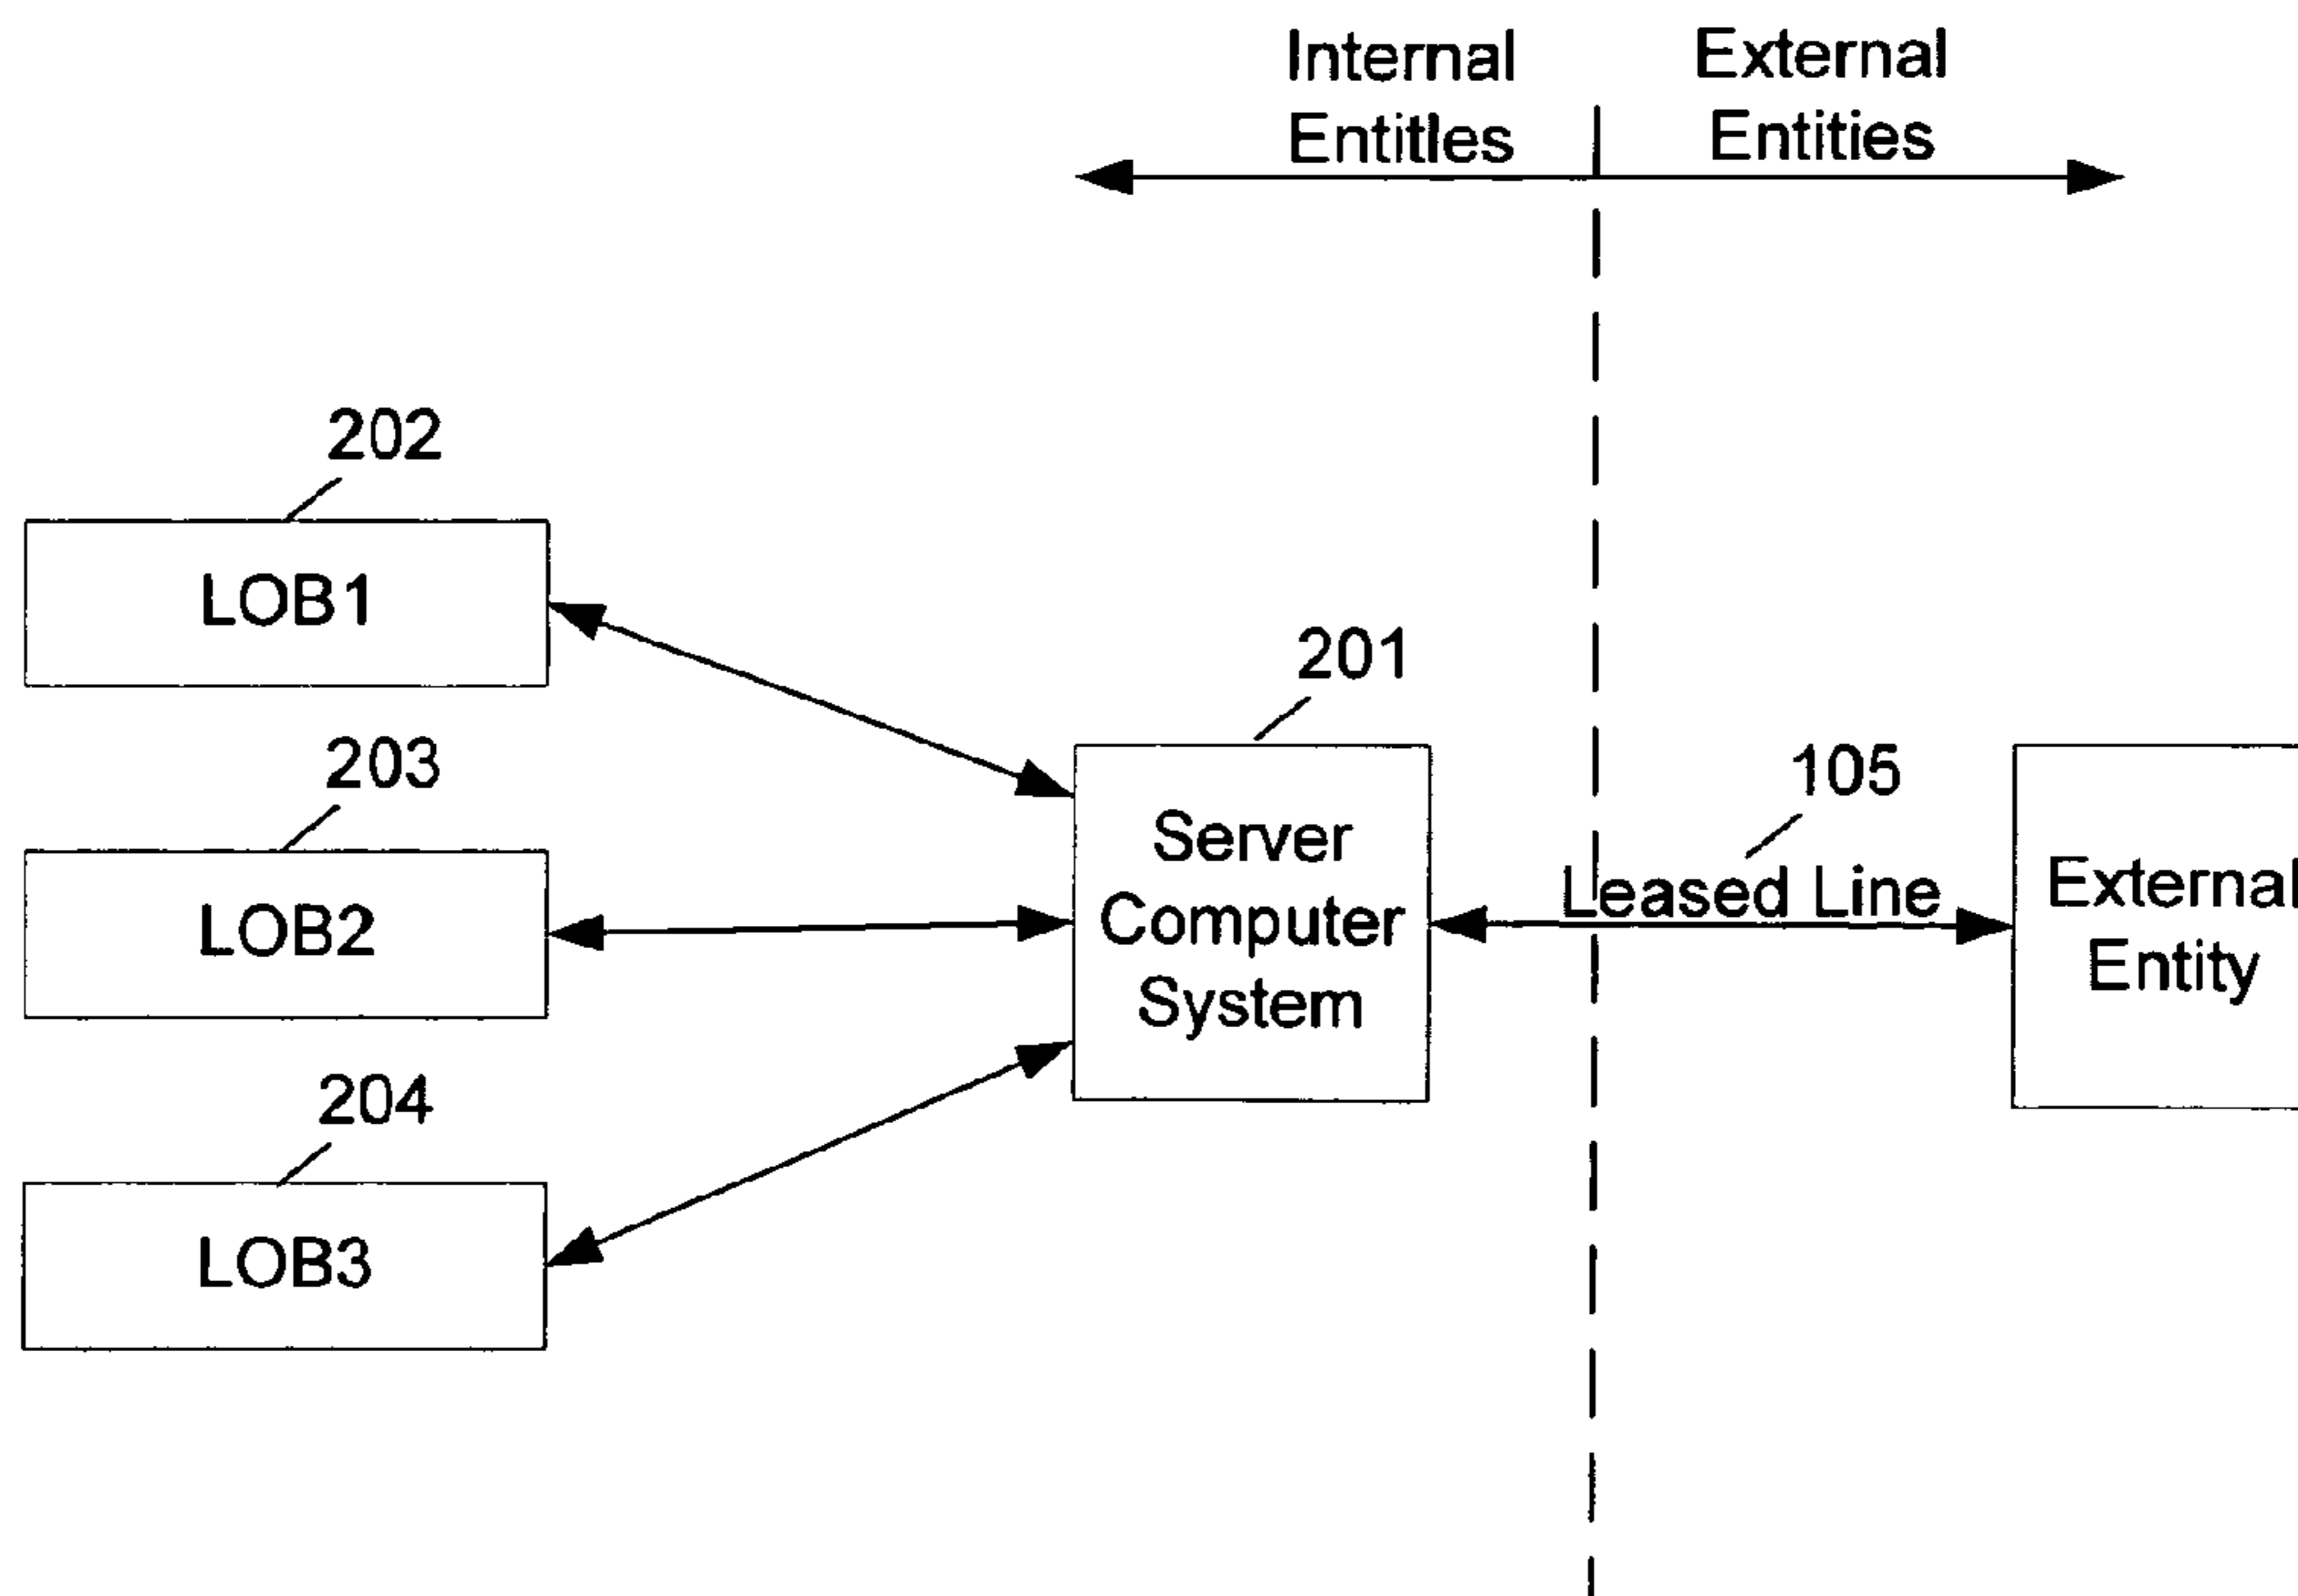 Internal
Entitles
External
Entities
202
LOB1
201
203
105
Server
Computer
System
LOB2
Leased Line
External
Entity
204
LOB3